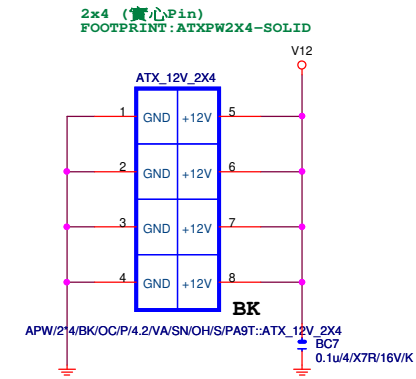 2x4 (實心Pin)
FOOTPRINT:ATXPW2X4-SOLID
V12
ATX_12V_2X4
1 GND +12V 5
2 GND +12V 6
3 GND +12V 7
4 GND +12V 8
BK
APW/2*4/BK/OC/P/4.2/VA/SN/OH/S/PA9T::ATX_12V_2X4
BC7
0.1u/4/X7R/16V/K